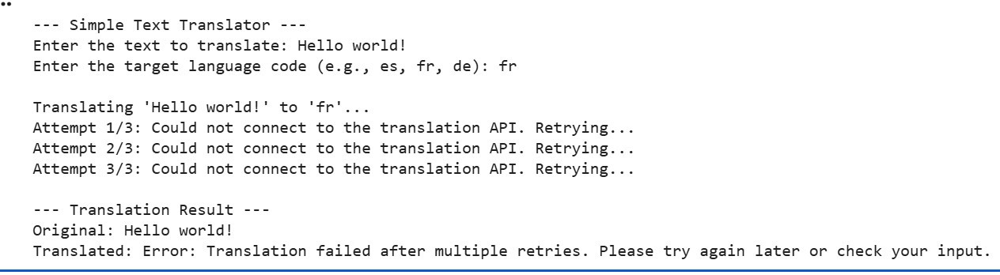 --- Simple Text Translator ---
Enter the text to translate: Hello world!
Enter the target language code (e.g., es, fr, de): fr
Translating 'Hello world!' to 'fr'...
Attempt 1/3: Could not connect to the translation API. Retrying...
Attempt 2/3: Could not connect to the translation API. Retrying...
Attempt 3/3: Could not connect to the translation API. Retrying...
--- Translation Result ---
Original: Hello world!
Translated: Error: Translation failed after multiple retries. Please try again later or check your input.